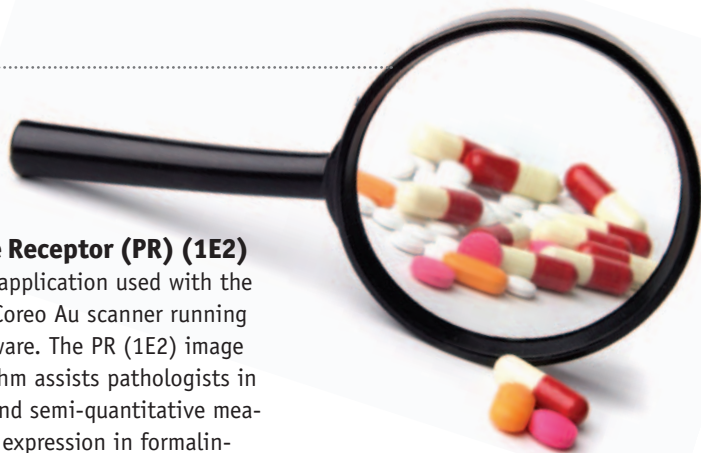 e Receptor (PR) (1E2)
application used with the
Coreo Au scanner running
ware. The PR (1E2) image
hm assists pathologists in
nd semi-quantitative mea-
expression in formalin-